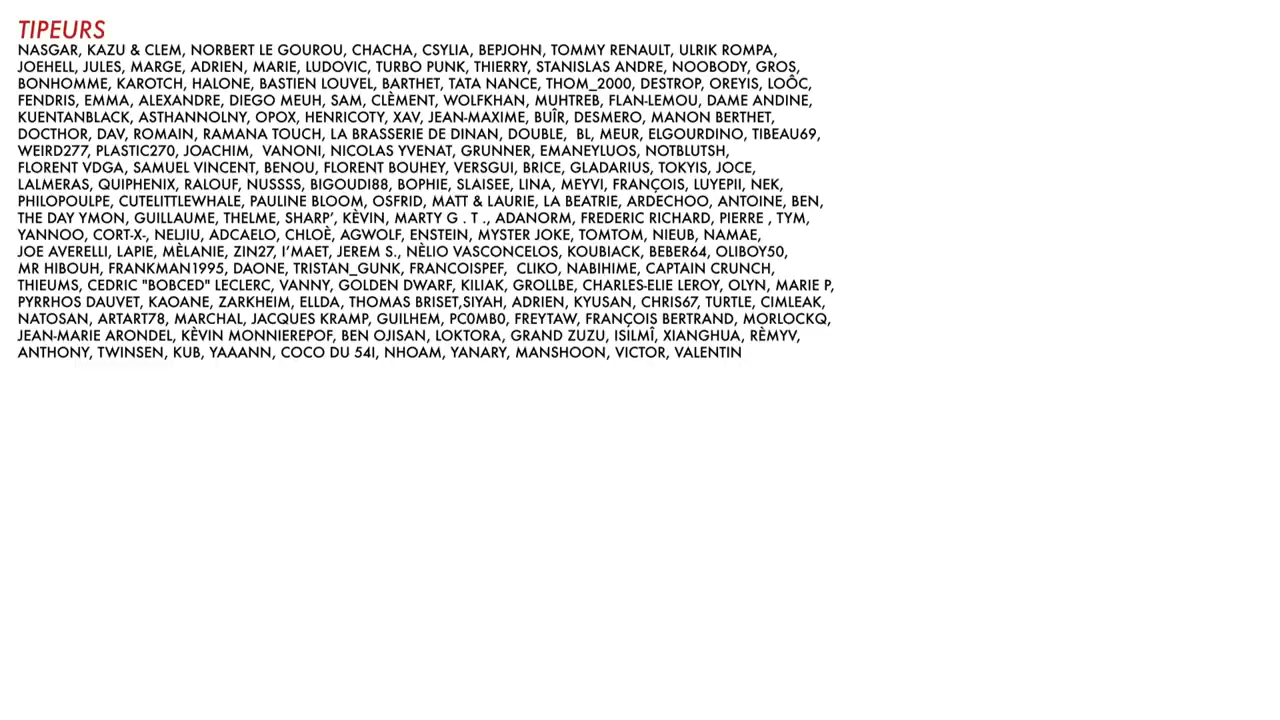 TIPEURS
NASGAR, KAZU & CLEM, NORBERT LE GOUROU, CHACHA, CSYLIA, BEPJOHN, TOMMY RENAULT, ULRIK ROMPA,
JOEHELL, JULES, MARGE, ADRIEN, MARIE, LUDOVIC, TURBO PUNK, THIERRY, STANISLAS ANDRE, NOOBODY, GROS,
BONHOMME, KAROTCH, HALONE, BASTIEN LOUVEL, BARTHET, TATA NANCE, THOM_2000, DESTROP, OREYIS, LOÔC,
FENDRIS, EMMA, ALEXANDRE, DIEGO MEUH, SAM, CLÈMENT, WOLFKHAN, MUHTREB, FLAN-LEMOU, DAME ANDINE,
KUENTANBLACK, ASTHANNOLNY, OPOX, HENRICOTY, XAV, JEAN-MAXIME, BUÎR, DESMERO, MANON BERTHET,
DOCTHOR, DAV, ROMAIN, RAMANA TOUCH, LA BRASSERIE DE DINAN, DOUBLE,  BL, MEUR, ELGOURDINO, TIBEAU69,
WEIRD277, PLASTIC270, JOACHIM,  VANONI, NICOLAS YVENAT, GRUNNER, EMANEYLUOS, NOTBLUTSH,
FLORENT VDGA, SAMUEL VINCENT, BENOU, FLORENT BOUHEY, VERSGUI, BRICE, GLADARIUS, TOKYIS, JOCE,
LALMERAS, QUIPHENIX, RALOUF, NUSSSS, BIGOUDI88, BOPHIE, SLAISEE, LINA, MEYVI, FRANÇOIS, LUYEPII, NEK,
PHILOPOULPE, CUTELITTLEWHALE, PAULINE BLOOM, OSFRID, MATT & LAURIE, LA BEATRIE, ARDECHOO, ANTOINE, BEN,
THE DAY YMON, GUILLAUME, THELME, SHARP’, KÈVIN, MARTY G . T ., ADANORM, FREDERIC RICHARD, PIERRE , TYM,
YANNOO, CORT-X-, NELJIU, ADCAELO, CHLOÈ, AGWOLF, ENSTEIN, MYSTER JOKE, TOMTOM, NIEUB, NAMAE,
JOE AVERELLI, LAPIE, MÈLANIE, ZIN27, I’MAET, JEREM S., NÈLIO VASCONCELOS, KOUBIACK, BEBER64, OLIBOY50,
MR HIBOUH, FRANKMAN1995, DAONE, TRISTAN_GUNK, FRANCOISPEF,  CLIKO, NABIHIME, CAPTAIN CRUNCH,
THIEUMS, CEDRIC "BOBCED" LECLERC, VANNY, GOLDEN DWARF, KILIAK, GROLLBE, CHARLES-ELIE LEROY, OLYN, MARIE P,
PYRRHOS DAUVET, KAOANE, ZARKHEIM, ELLDA, THOMAS BRISET,SIYAH, ADRIEN, KYUSAN, CHRIS67, TURTLE, CIMLEAK,
NATOSAN, ARTART78, MARCHAL, JACQUES KRAMP, GUILHEM, PC0MB0, FREYTAW, FRANÇOIS BERTRAND, MORLOCKQ,
JEAN-MARIE ARONDEL, KÈVIN MONNIEREPOF, BEN OJISAN, LOKTORA, GRAND ZUZU, ISILMÎ, XIANGHUA, RÈMYV,
ANTHONY, TWINSEN, KUB, YAAANN, COCO DU 54I, NHOAM, YANARY, MANSHOON, VICTOR, VALENTIN